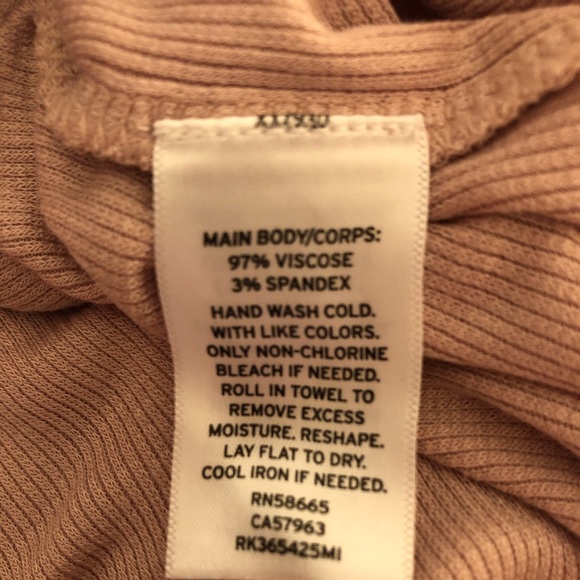 MAIN BODY/CORPS:
97% VISCOSE
3% SPANDEX
HAND WASH COLD.
WITH LIKE COLORS.
ONLY NON-CHLORINE
BLEACH IF NEEDED.
ROLL IN TOWEL TO
REMOVE EXCESS
MOISTURE. RESHAPE.
LAY FLAT TO DRY.
COOL IRON IF NEEDED.
RN58665
CA57963
RK365425MI